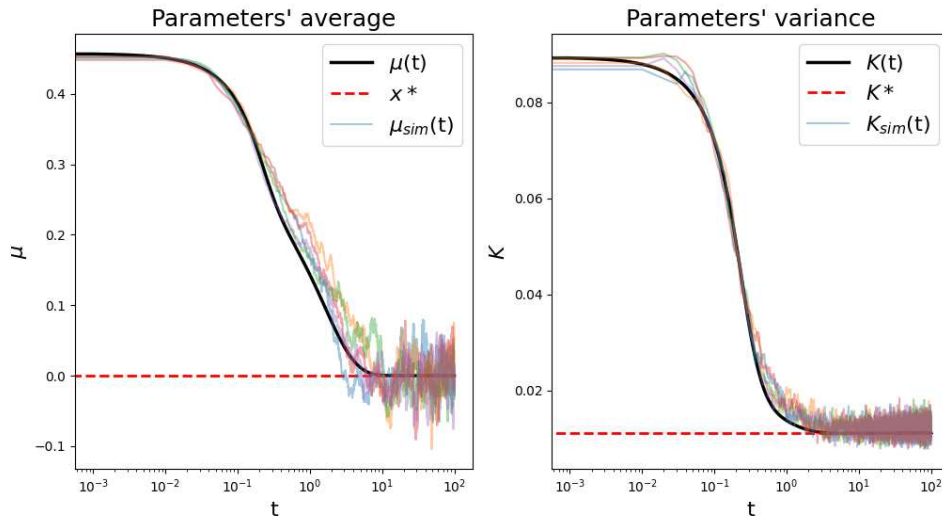 Parameters' average
μ(t)
x*
μ_sim(t)
0.4
0.3
0.2
0.1
0.0
−0.1
μ
10⁻³
10⁻²
10⁻¹
10⁰
10¹
10²
t
Parameters' variance
K(t)
K*
K_sim(t)
0.08
0.06
0.04
0.02
K
10⁻³
10⁻²
10⁻¹
10⁰
10¹
10²
t